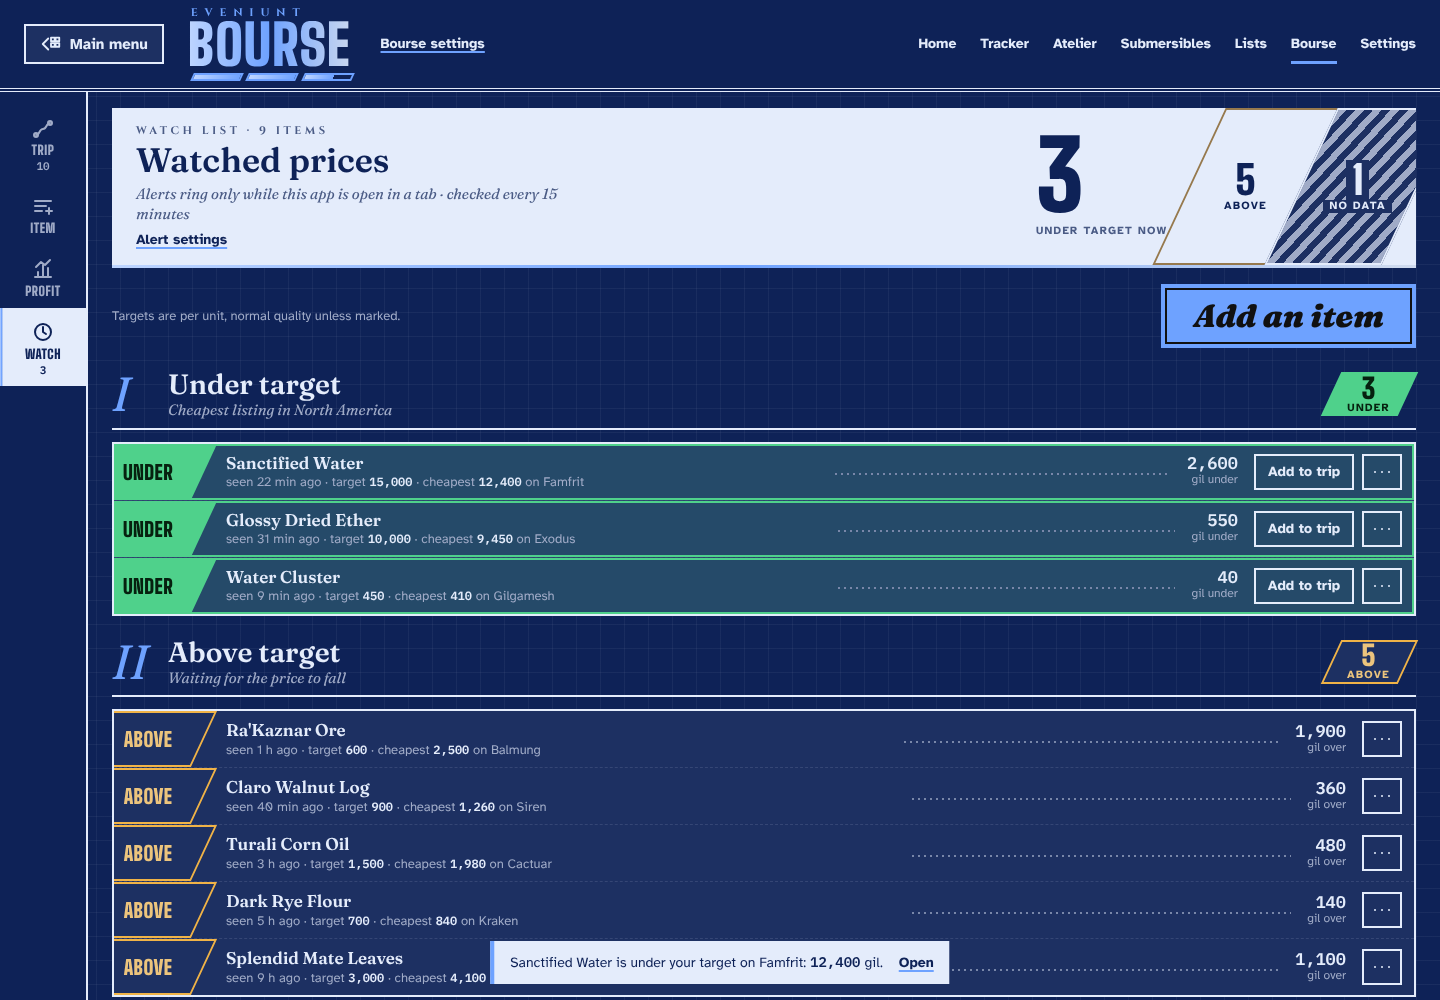 Main menu
EVENIUNT
BOURSE
Bourse settings
Home
Tracker
Atelier
Submersibles
Lists
Bourse
Settings
TRIP
10
ITEM
PROFIT
WATCH
3
WATCH LIST · 9 ITEMS
Watched prices
Alerts ring only while this app is open in a tab · checked every 15
minutes
Alert settings
3
UNDER TARGET NOW
5
ABOVE
1
NO DATA
Targets are per unit, normal quality unless marked.
Add an item
I
Under target
Cheapest listing in North America
3
UNDER
UNDER
Sanctified Water
seen 22 min ago · target 15,000 · cheapest 12,400 on Famfrit
2,600
gil under
Add to trip
...
UNDER
Glossy Dried Ether
seen 31 min ago · target 10,000 · cheapest 9,450 on Exodus
550
gil under
Add to trip
...
UNDER
Water Cluster
seen 9 min ago · target 450 · cheapest 410 on Gilgamesh
40
gil under
Add to trip
...
II
Above target
Waiting for the price to fall
5
ABOVE
ABOVE
Ra'Kaznar Ore
seen 1 h ago · target 600 · cheapest 2,500 on Balmung
1,900
gil over
...
ABOVE
Claro Walnut Log
seen 40 min ago · target 900 · cheapest 1,260 on Siren
360
gil over
...
ABOVE
Turali Corn Oil
seen 3 h ago · target 1,500 · cheapest 1,980 on Cactuar
480
gil over
...
ABOVE
Dark Rye Flour
seen 5 h ago · target 700 · cheapest 840 on Kraken
140
gil over
...
ABOVE
Splendid Mate Leaves
seen 9 h ago · target 3,000 · cheapest 4,100
1,100
gil over
...
Sanctified Water is under your target on Famfrit: 12,400 gil.
Open